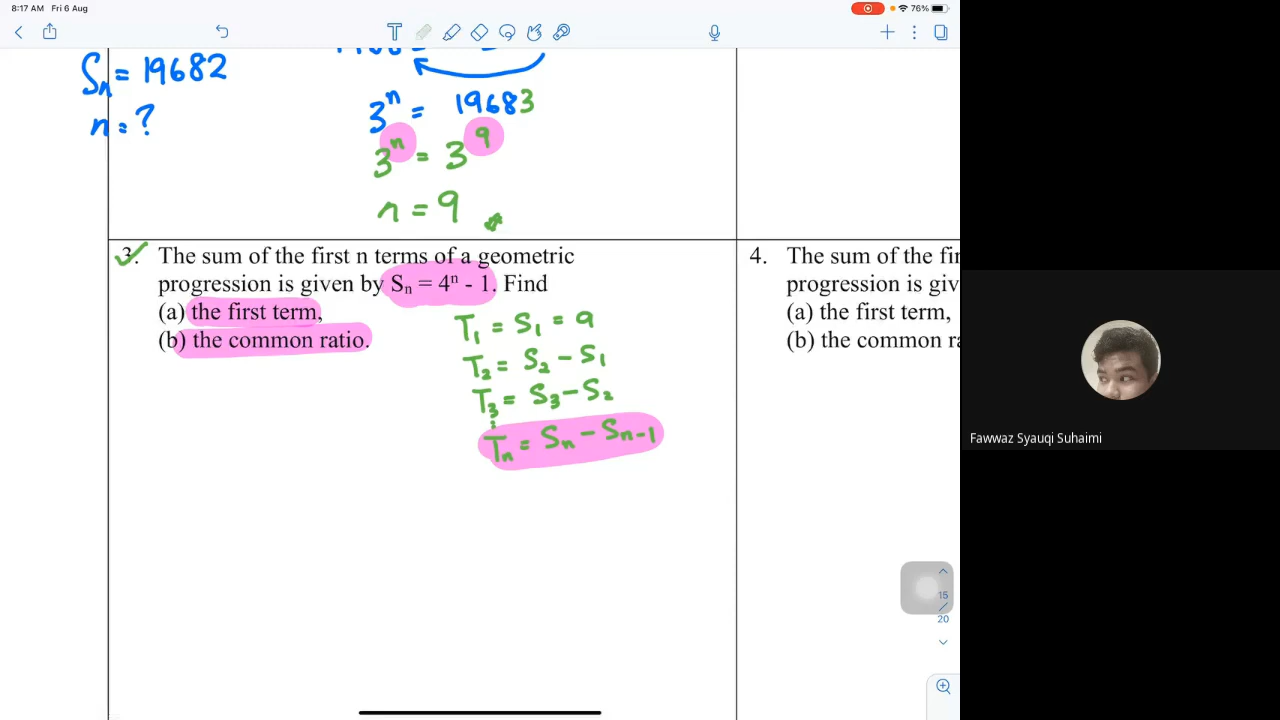 8:17 AM Fri 6 Aug
76%
Sn = 19682
n = ?
3ⁿ = 19683
3ⁿ = 3⁹
n = 9
3. The sum of the first n terms of a geometric
progression is given by Sₙ = 4ⁿ - 1. Find
(a) the first term,
(b) the common ratio.
T₁ = S₁ = a
T₂ = S₂ - S₁
T₃ = S₃ - S₂
Tₙ = Sₙ - Sₙ₋₁
4. The sum of the fir
progression is giv
(a) the first term,
(b) the common ra
15
/
20
Fawwaz Syauqi Suhaimi